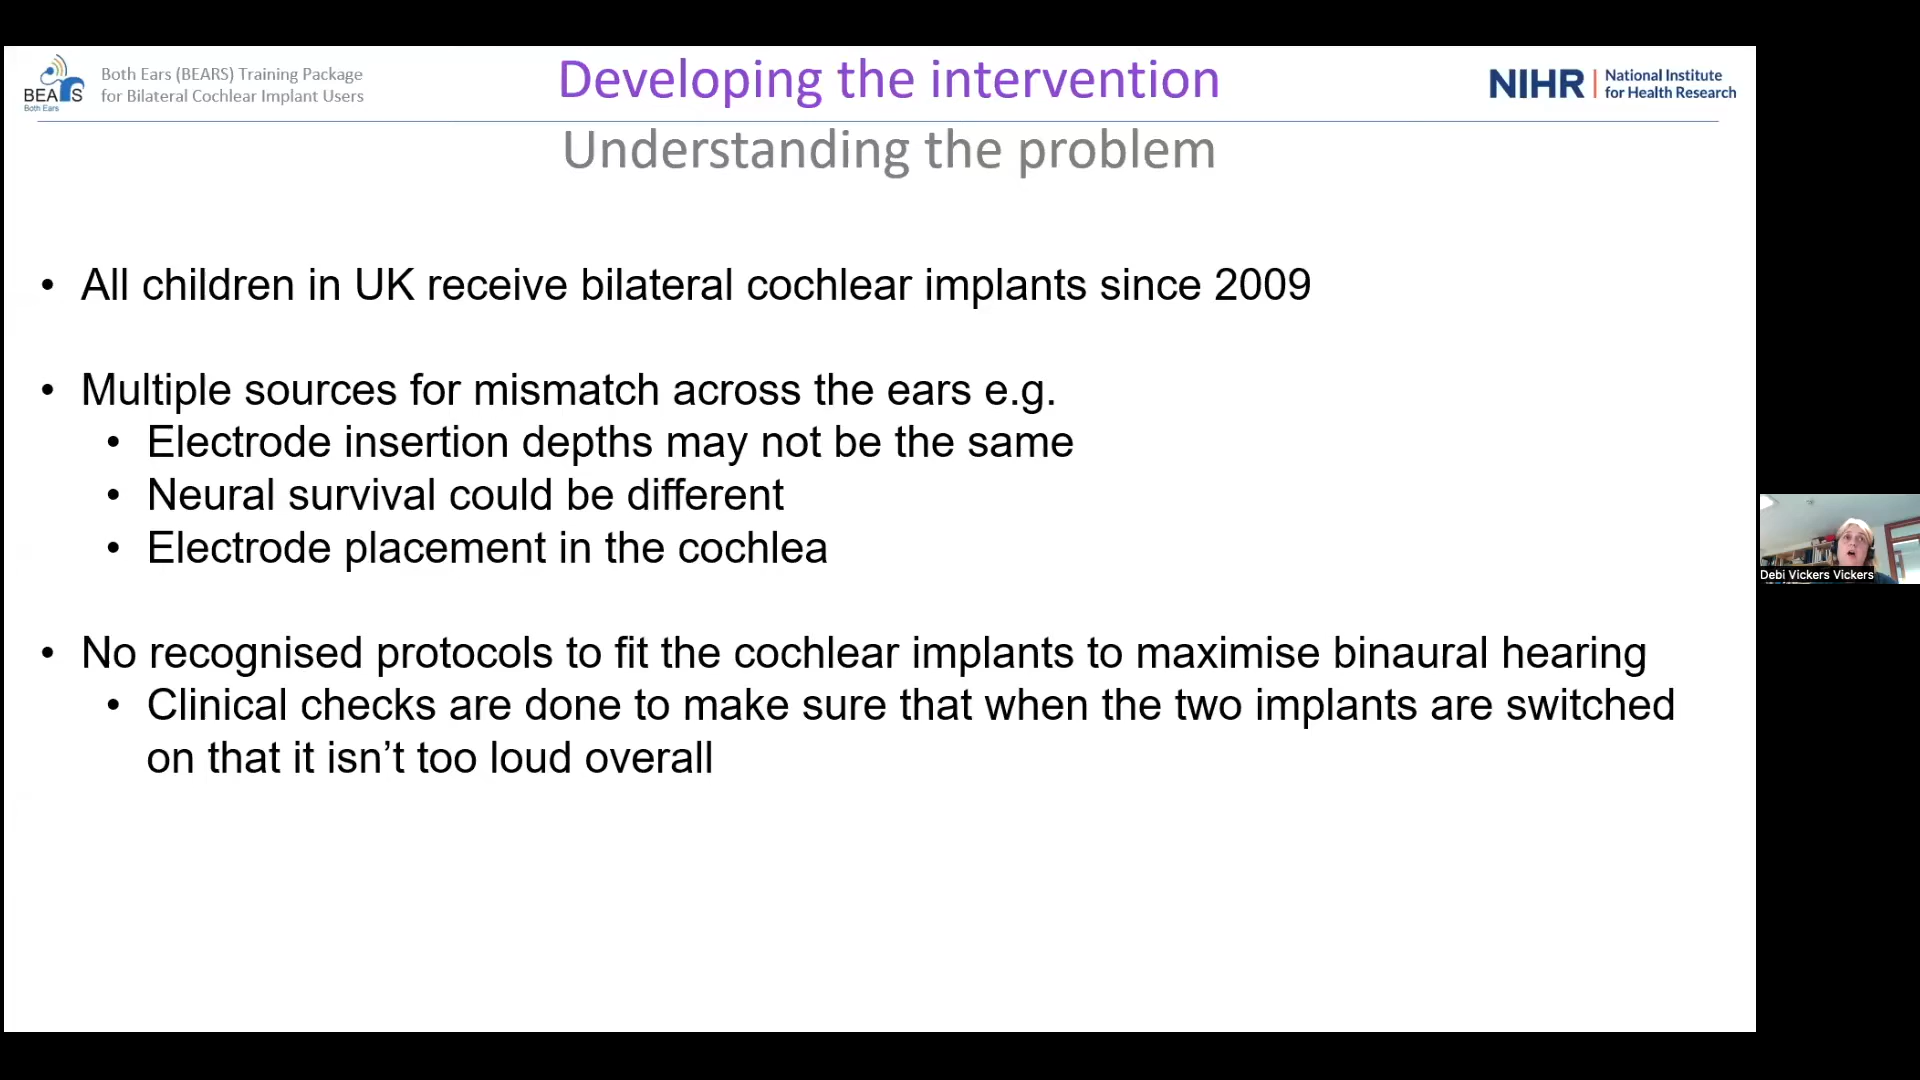 BEARS
Both Ears
Both Ears (BEARS) Training Package
for Bilateral Cochlear Implant Users
Developing the intervention
NIHR | National Institute
for Health Research
Understanding the problem
• All children in UK receive bilateral cochlear implants since 2009
• Multiple sources for mismatch across the ears e.g.
• Electrode insertion depths may not be the same
• Neural survival could be different
• Electrode placement in the cochlea
• No recognised protocols to fit the cochlear implants to maximise binaural hearing
• Clinical checks are done to make sure that when the two implants are switched
on that it isn’t too loud overall
Debi Vickers Vickers